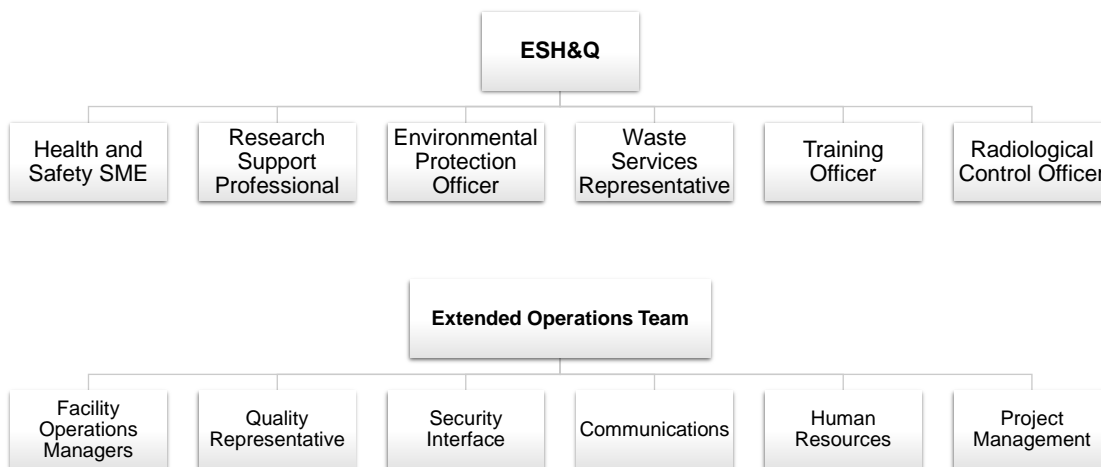 ESH&Q
Health and
Safety SME
Research
Support
Professional
Environmental
Protection
Officer
Waste
Services
Representative
Training
Officer
Radiological
Control Officer
Extended Operations Team
Facility
Operations
Managers
Quality
Representative
Security
Interface
Communications
Human
Resources
Project
Management